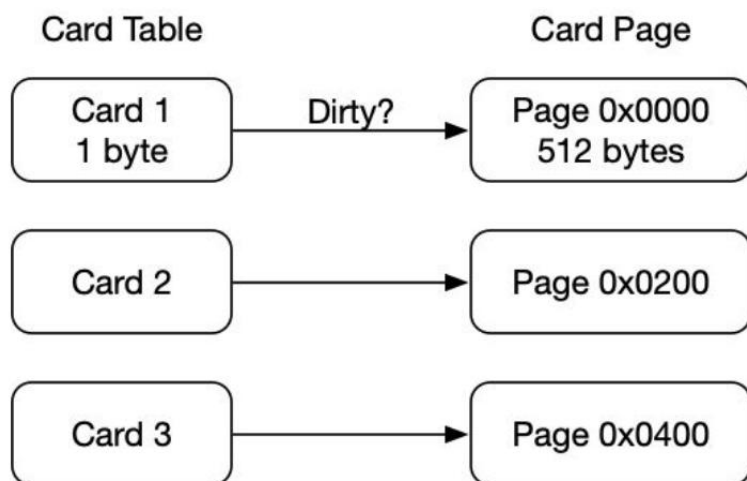 Card Table
Card Page
Card 1
1 byte
Dirty?
Page 0x0000
512 bytes
Card 2
Page 0x0200
Card 3
Page 0x0400